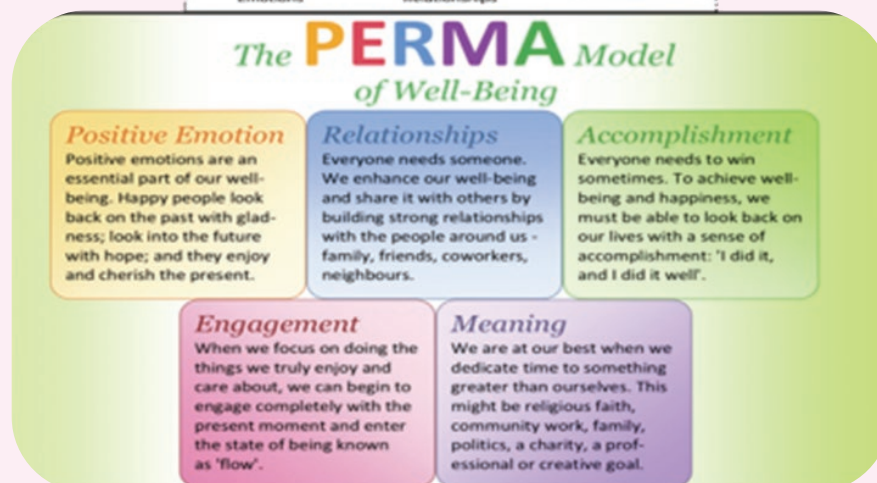 Emotions Relationships
The PERMA Model
of Well-Being
Positive Emotion
Positive emotions are an
essential part of our well-
being. Happy people look
back on the past with glad-
ness; look into the future
with hope; and they enjoy
and cherish the present.
Relationships
Everyone needs someone.
We enhance our well-being
and share it with others by
building strong relationships
with the people around us -
family, friends, coworkers,
neighbours.
Accomplishment
Everyone needs to win
sometimes. To achieve well-
being and happiness, we
must be able to look back on
our lives with a sense of
accomplishment: 'I did it,
and I did it well'.
Engagement
When we focus on doing the
things we truly enjoy and
care about, we can begin to
engage completely with the
present moment and enter
the state of being known
as 'flow'.
Meaning
We are at our best when we
dedicate time to something
greater than ourselves. This
might be religious faith,
community work, family,
politics, a charity, a prof-
essional or creative goal.